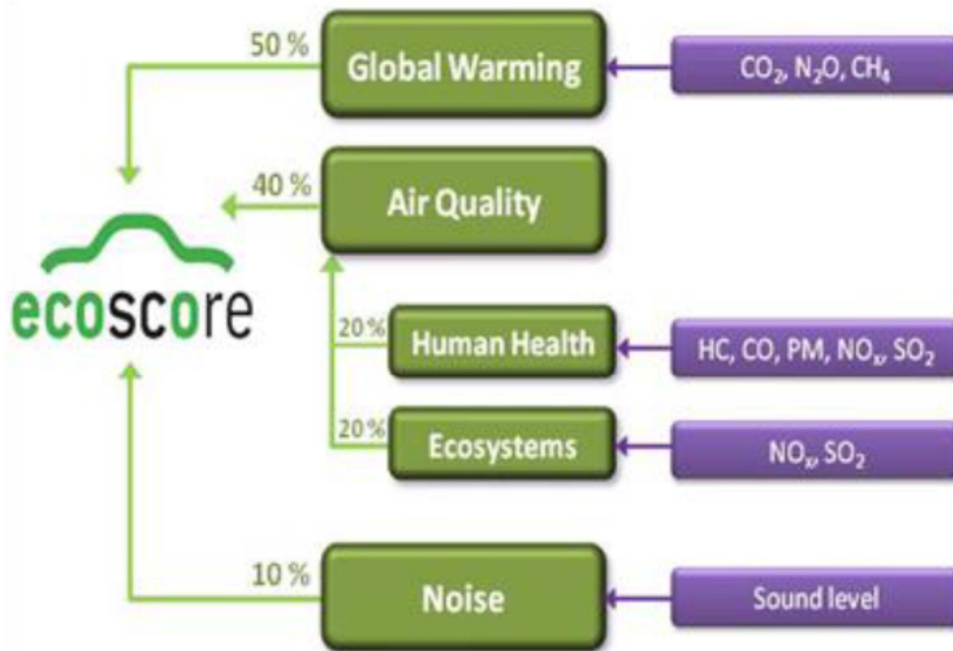 50 %
Global Warming
CO₂, N₂O, CH₄
40 %
Air Quality
ecoscore
20 %
Human Health
HC, CO, PM, NOₓ, SO₂
20 %
Ecosystems
NOₓ, SO₂
10 %
Noise
Sound level